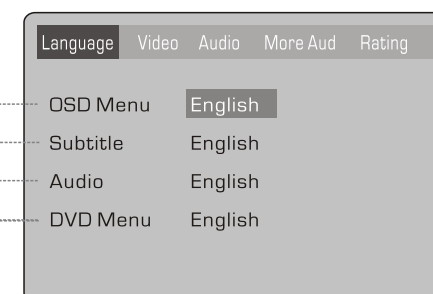 Language Video Audio More Aud Rating
OSD Menu English
Subtitle English
Audio English
DVD Menu English